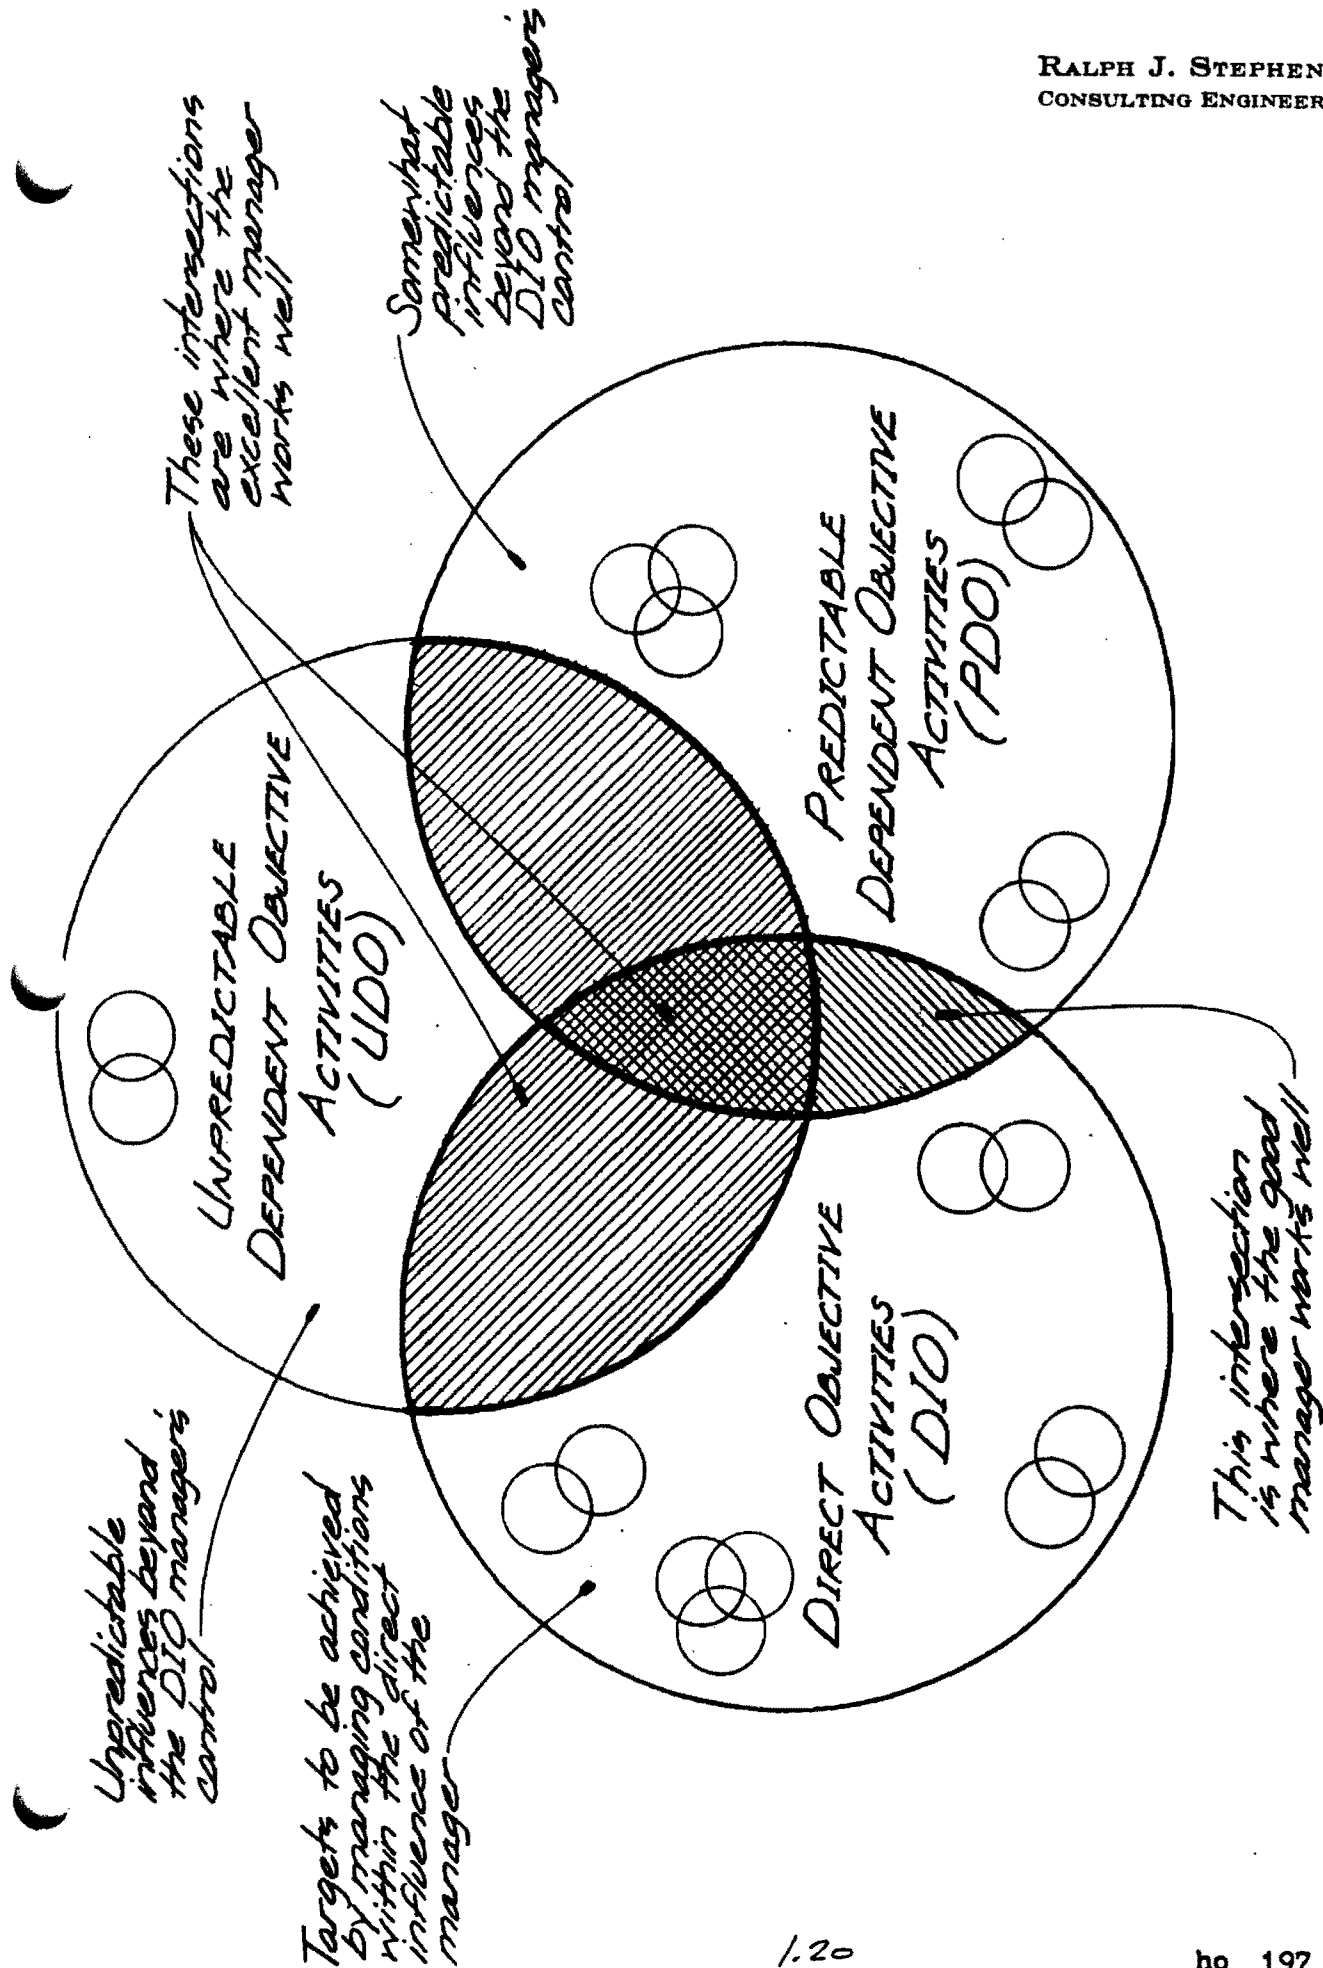 RALPH J. STEPHEN
CONSULTING ENGINEER
Unpredictable
influences beyond
the DIO manager's
control
These intersections
are where the
excellent manager
works well
Somewhat
predictable
influences
beyond the
DIO manager's
control
Targets to be achieved
by managing conditions
within the direct
influence of the
manager
UNPREDICTABLE
DEPENDENT OBJECTIVE
ACTIVITIES
(UDO)
DIRECT OBJECTIVE
ACTIVITIES
(DIO)
PREDICTABLE
DEPENDENT OBJECTIVE
ACTIVITIES
(PDO)
This intersection
is where the good
manager works well
1.20
ho 197